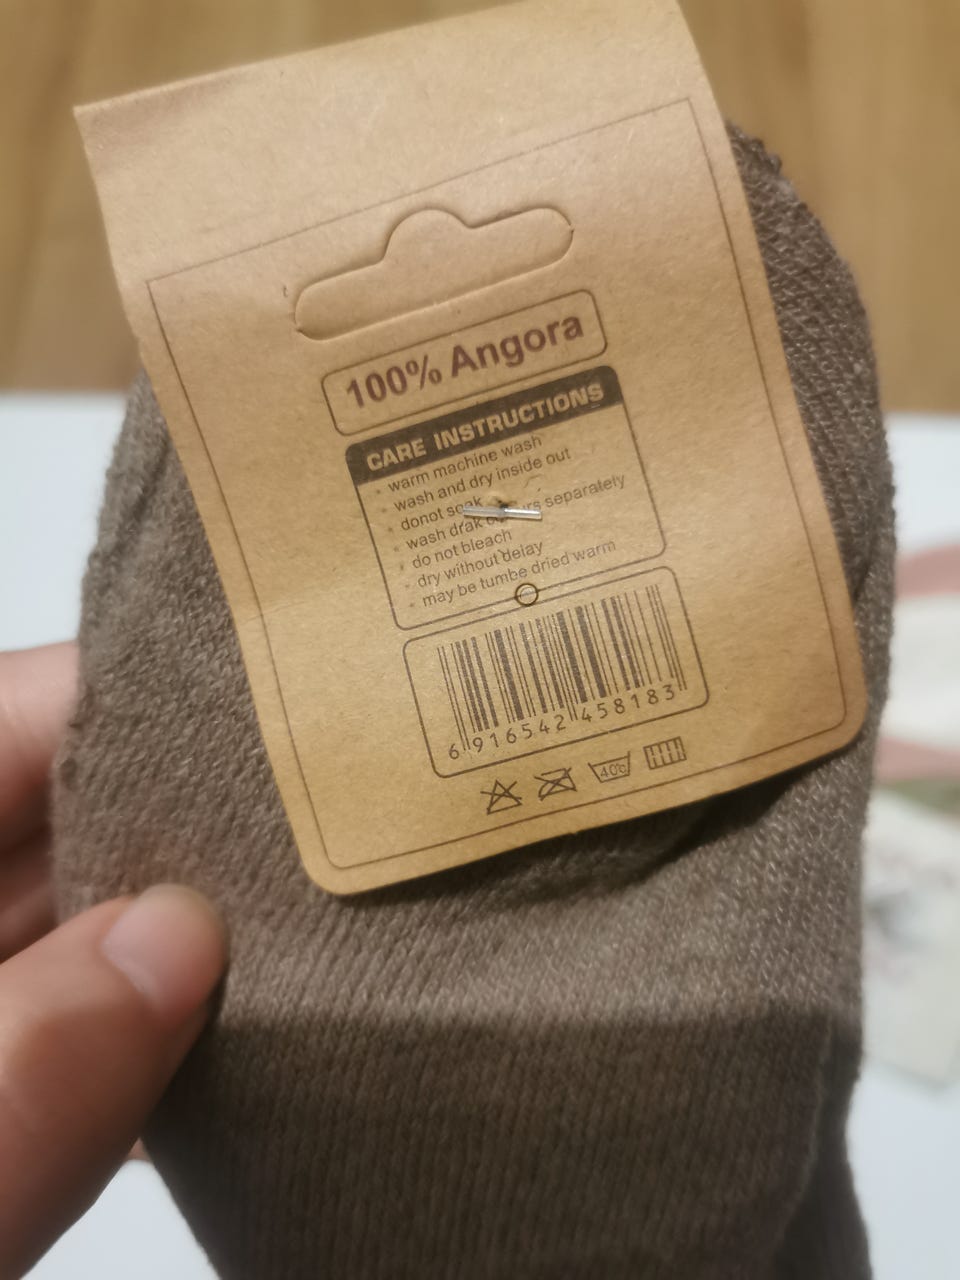 100% Angora
CARE INSTRUCTIONS
• warm machine wash
• wash and dry inside out
• donot soak
• wash drak separately
• do not bleach
• dry without delay
• may be tumbe dried warm
6 916542 458183
40℃